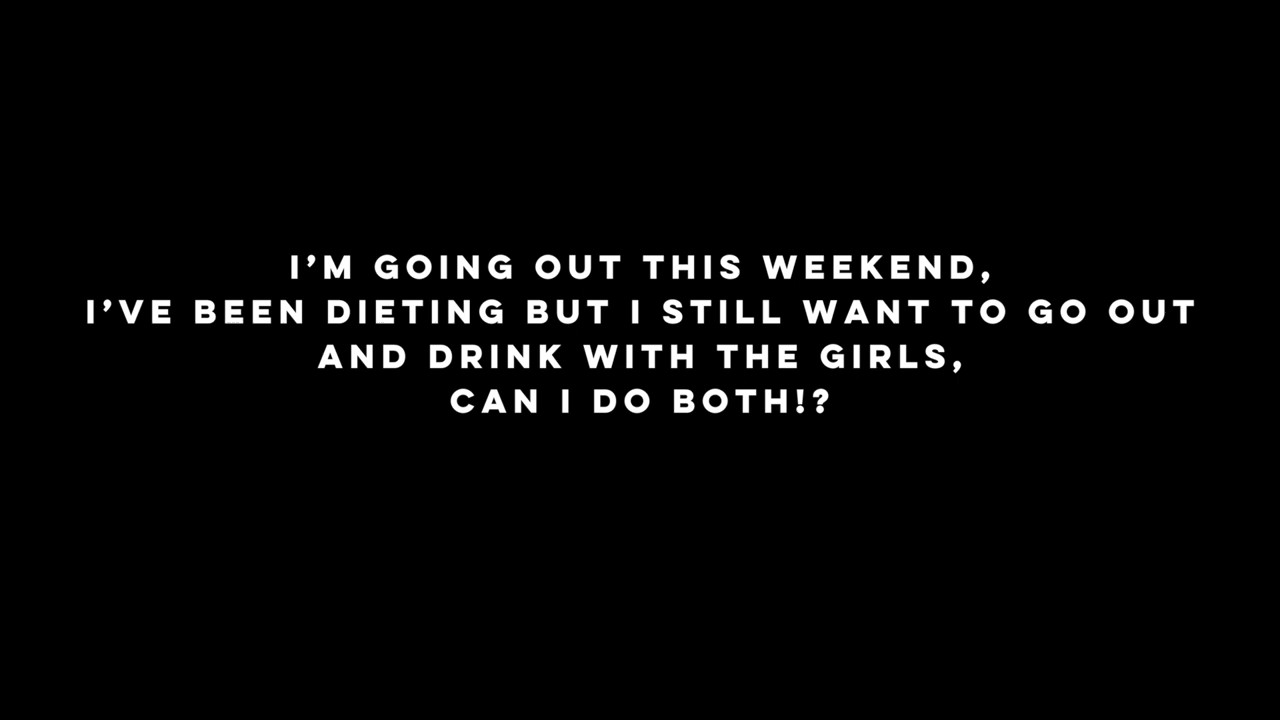 I’M GOING OUT THIS WEEKEND,
I’VE BEEN DIETING BUT I STILL WANT TO GO OUT
AND DRINK WITH THE GIRLS,
CAN I DO BOTH!?